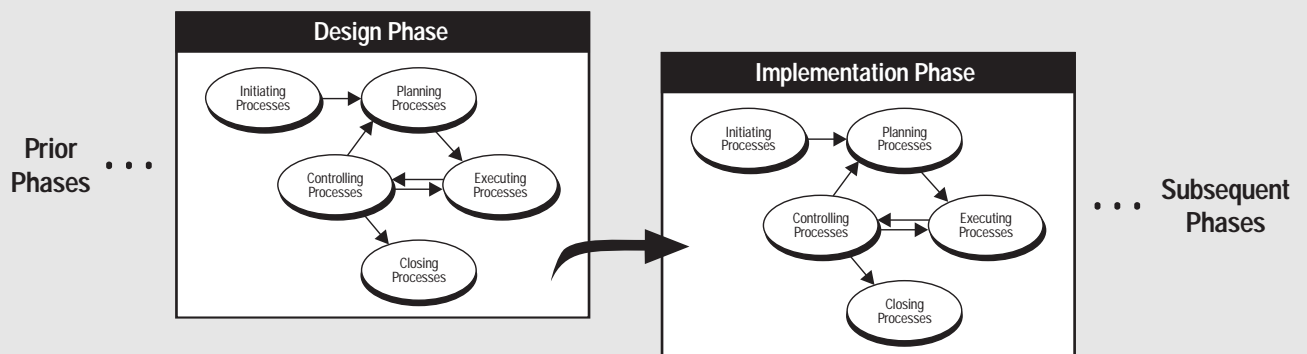 Prior
Phases
. . .
Design Phase
Initiating
Processes
Planning
Processes
Controlling
Processes
Executing
Processes
Closing
Processes
Implementation Phase
Initiating
Processes
Planning
Processes
Controlling
Processes
Executing
Processes
Closing
Processes
. . .
Subsequent
Phases